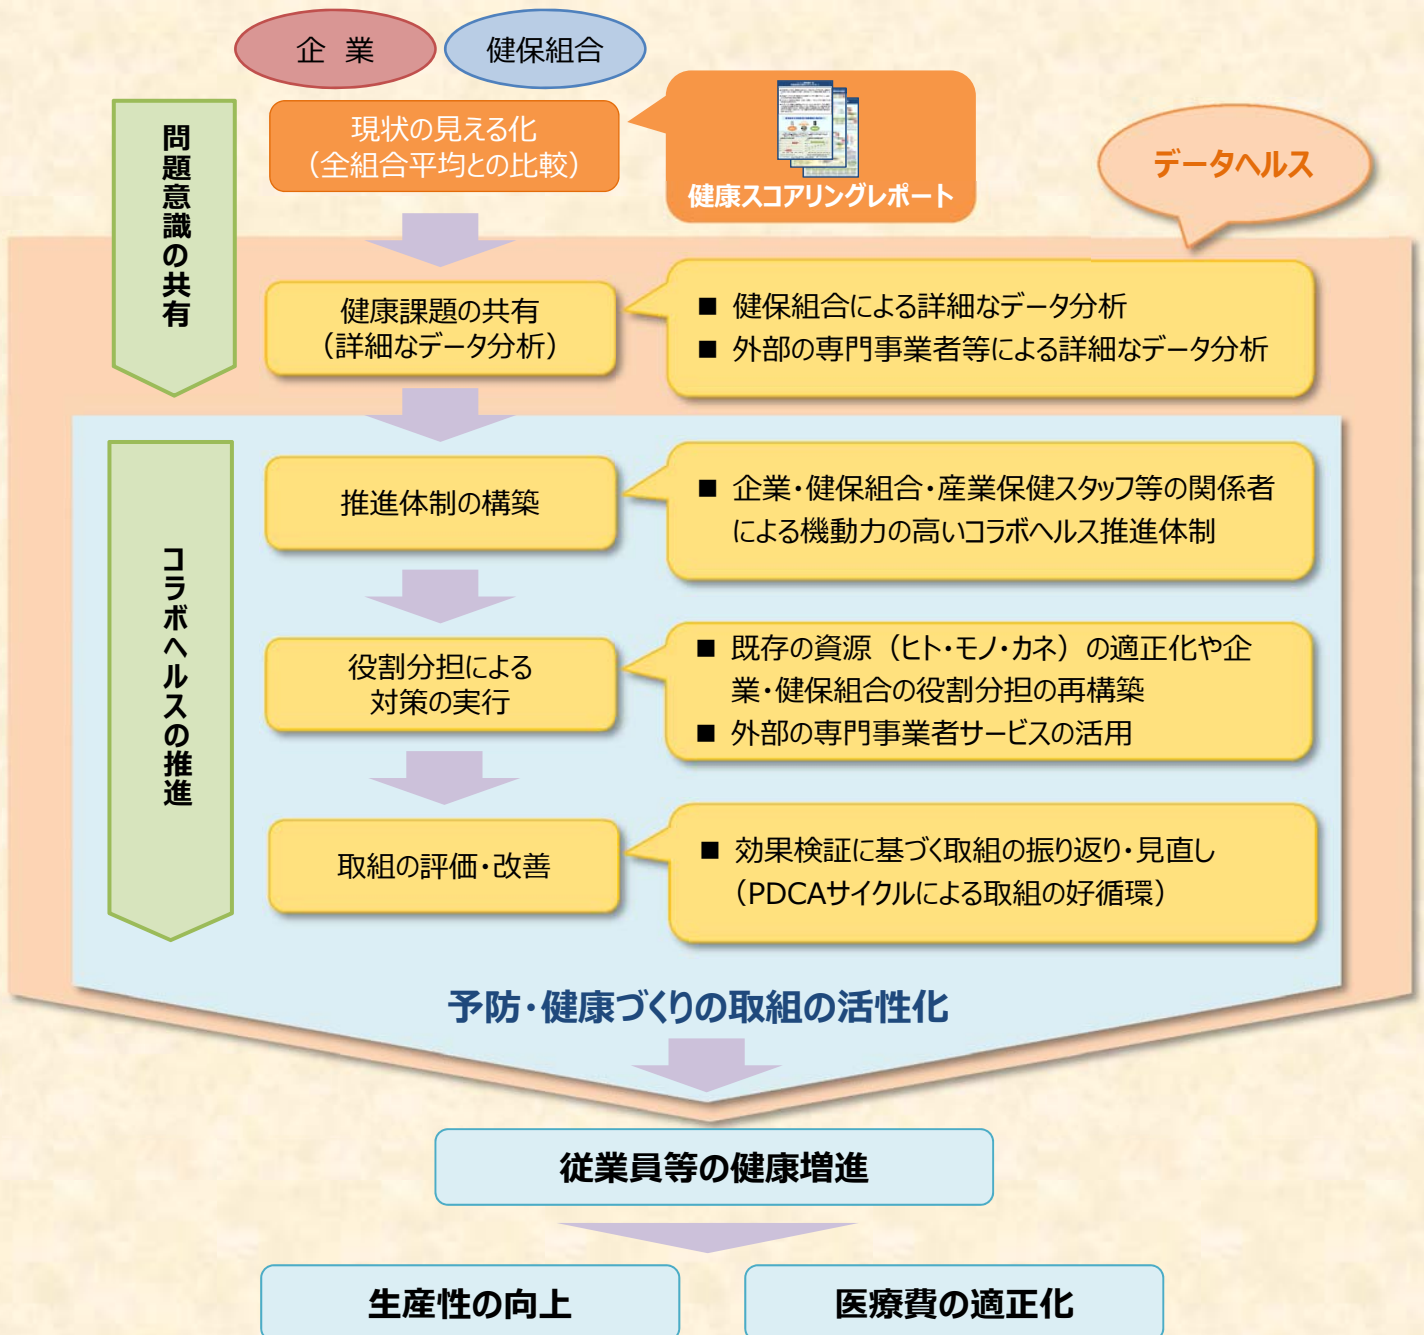 企 業
健保組合
問題意識の共有
現状の見える化
（全組合平均との比較）
健康スコアリングレポート
データヘルス
健康課題の共有
（詳細なデータ分析）
■ 健保組合による詳細なデータ分析
■ 外部の専門事業者等による詳細なデータ分析
コラボヘルスの推進
推進体制の構築
■ 企業・健保組合・産業保健スタッフ等の関係者
による機動力の高いコラボヘルス推進体制
役割分担による
対策の実行
■ 既存の資源（ヒト・モノ・カネ）の適正化や企
業・健保組合の役割分担の再構築
■ 外部の専門事業者サービスの活用
取組の評価・改善
■ 効果検証に基づく取組の振り返り・見直し
（PDCAサイクルによる取組の好循環）
予防・健康づくりの取組の活性化
従業員等の健康増進
生産性の向上
医療費の適正化